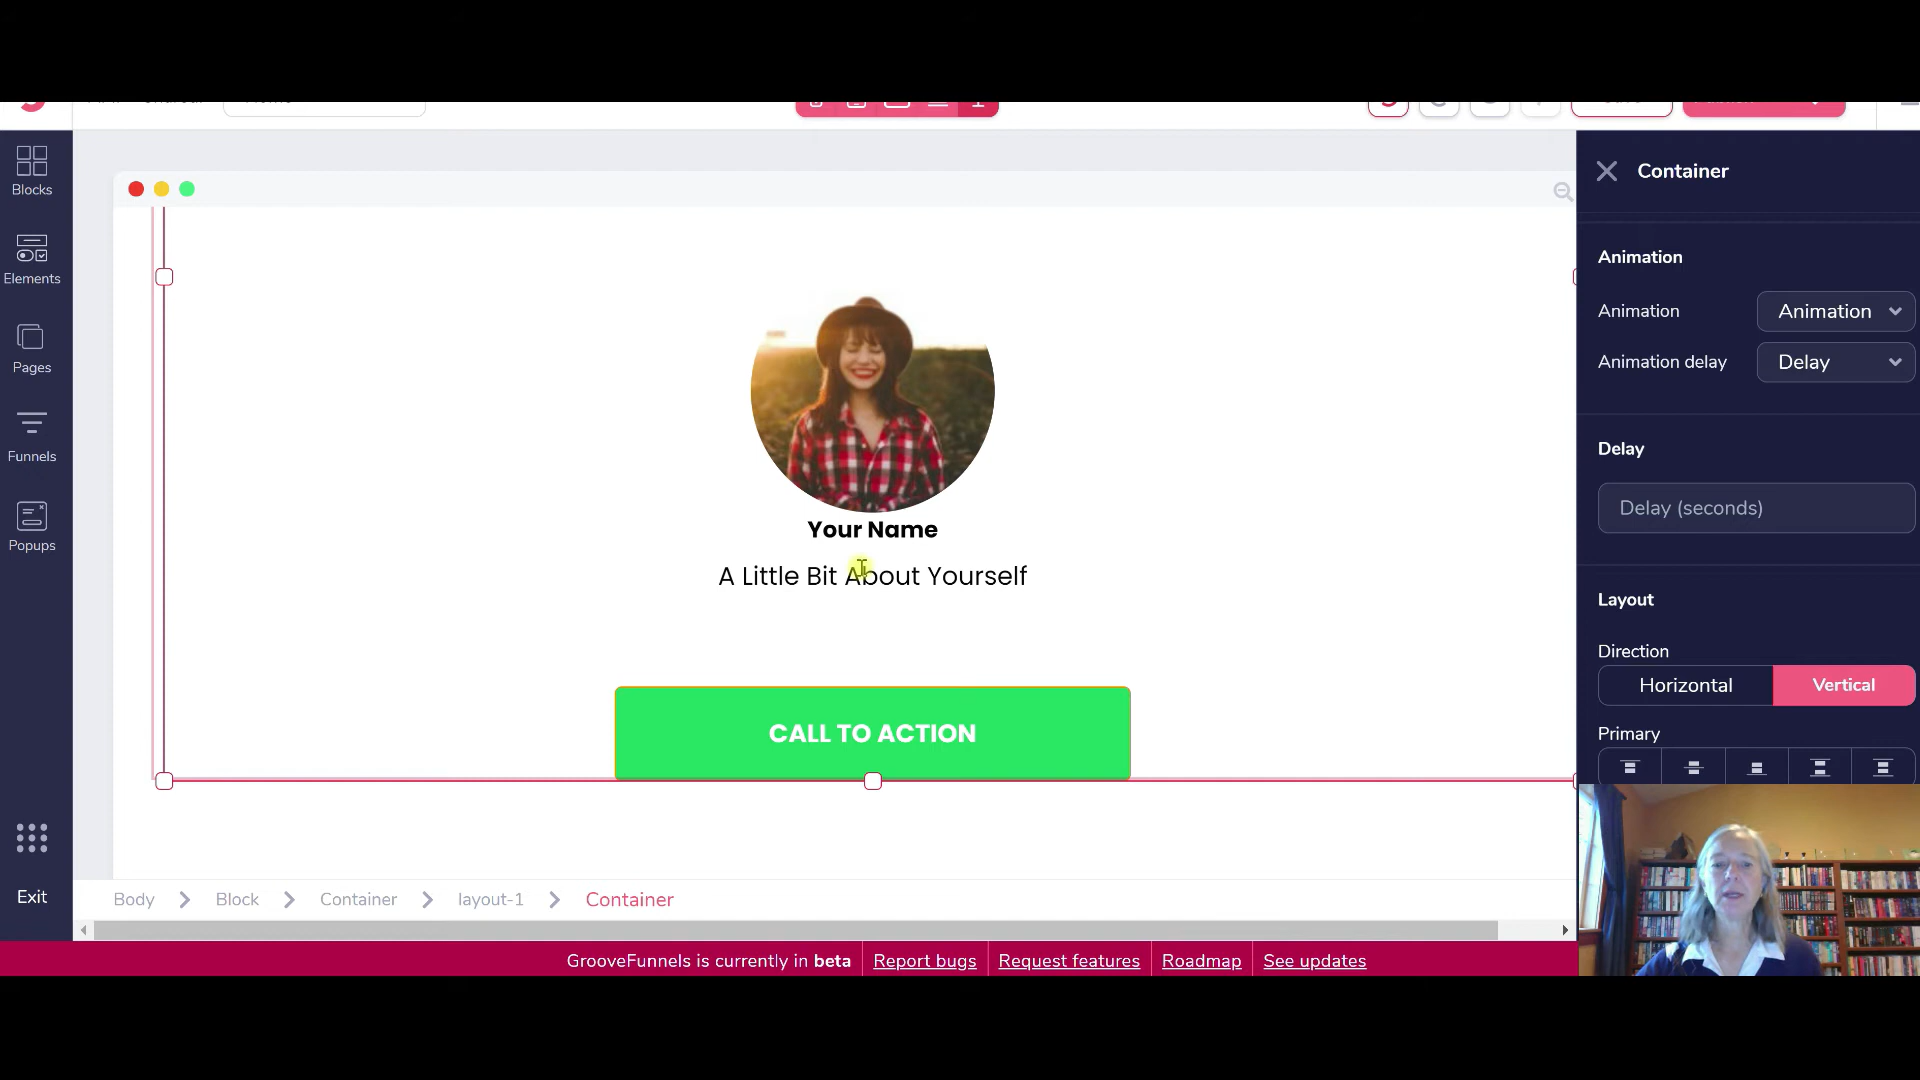 Blocks
Elements
Pages
Funnels
Popups
Exit
Your Name
A Little Bit About Yourself
CALL TO ACTION
Body
Block
Container
layout-1
Container
Container
Animation
Animation
Animation
Animation delay
Delay
Delay
Delay (seconds)
Layout
Direction
Horizontal
Vertical
Primary
GrooveFunnels is currently in beta
Report bugs
Request features
Roadmap
See updates